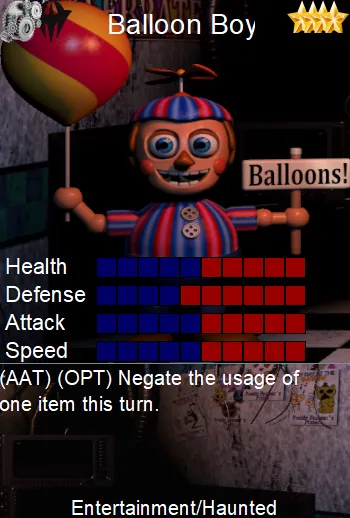 Balloon Boy
Balloons!
Health
Defense
Attack
Speed
(AAT) (OPT) Negate the usage of
one item this turn.
Entertainment/Haunted